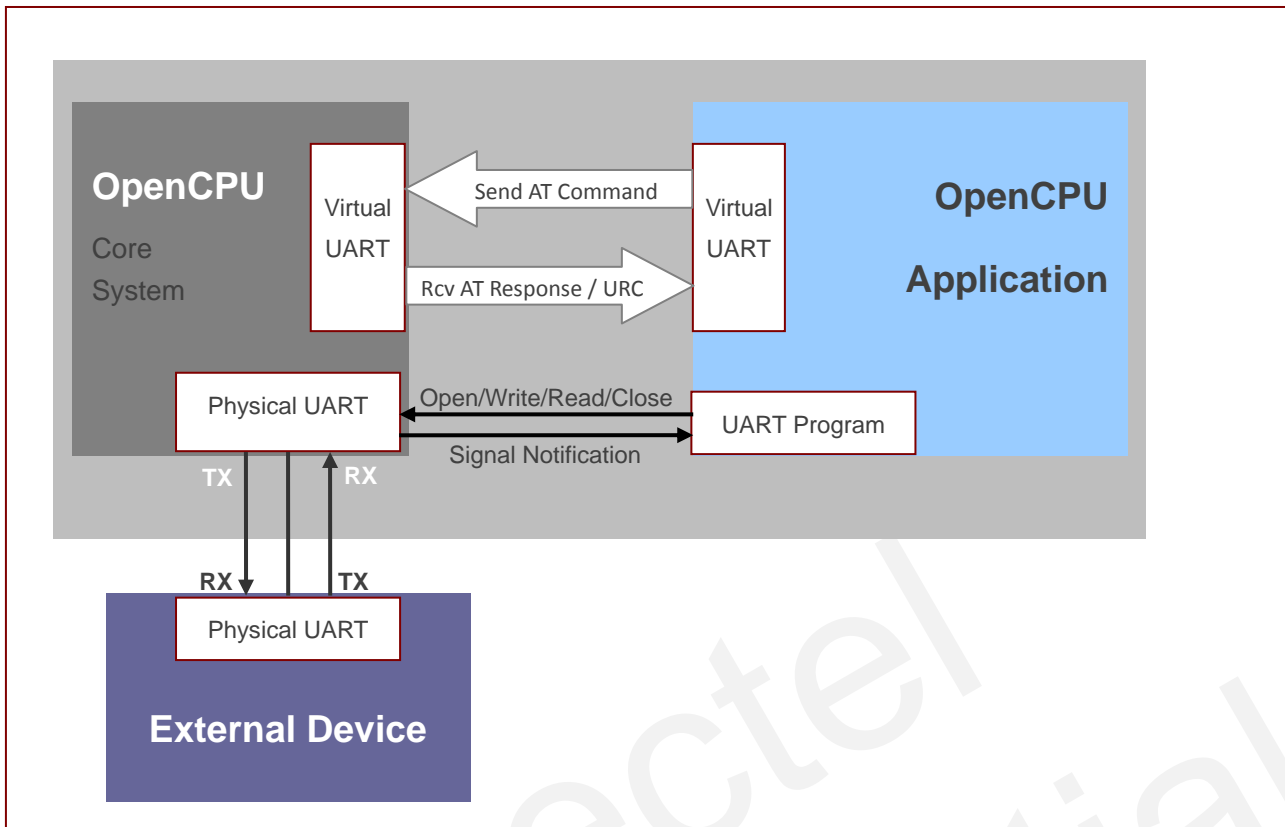 OpenCPU
Core
System
Virtual
UART
Send AT Command
Rcv AT Response / URC
Virtual
UART
OpenCPU
Application
Physical UART
Open/Write/Read/Close
Signal Notification
UART Program
TX
RX
RX
TX
Physical UART
External Device
ectel